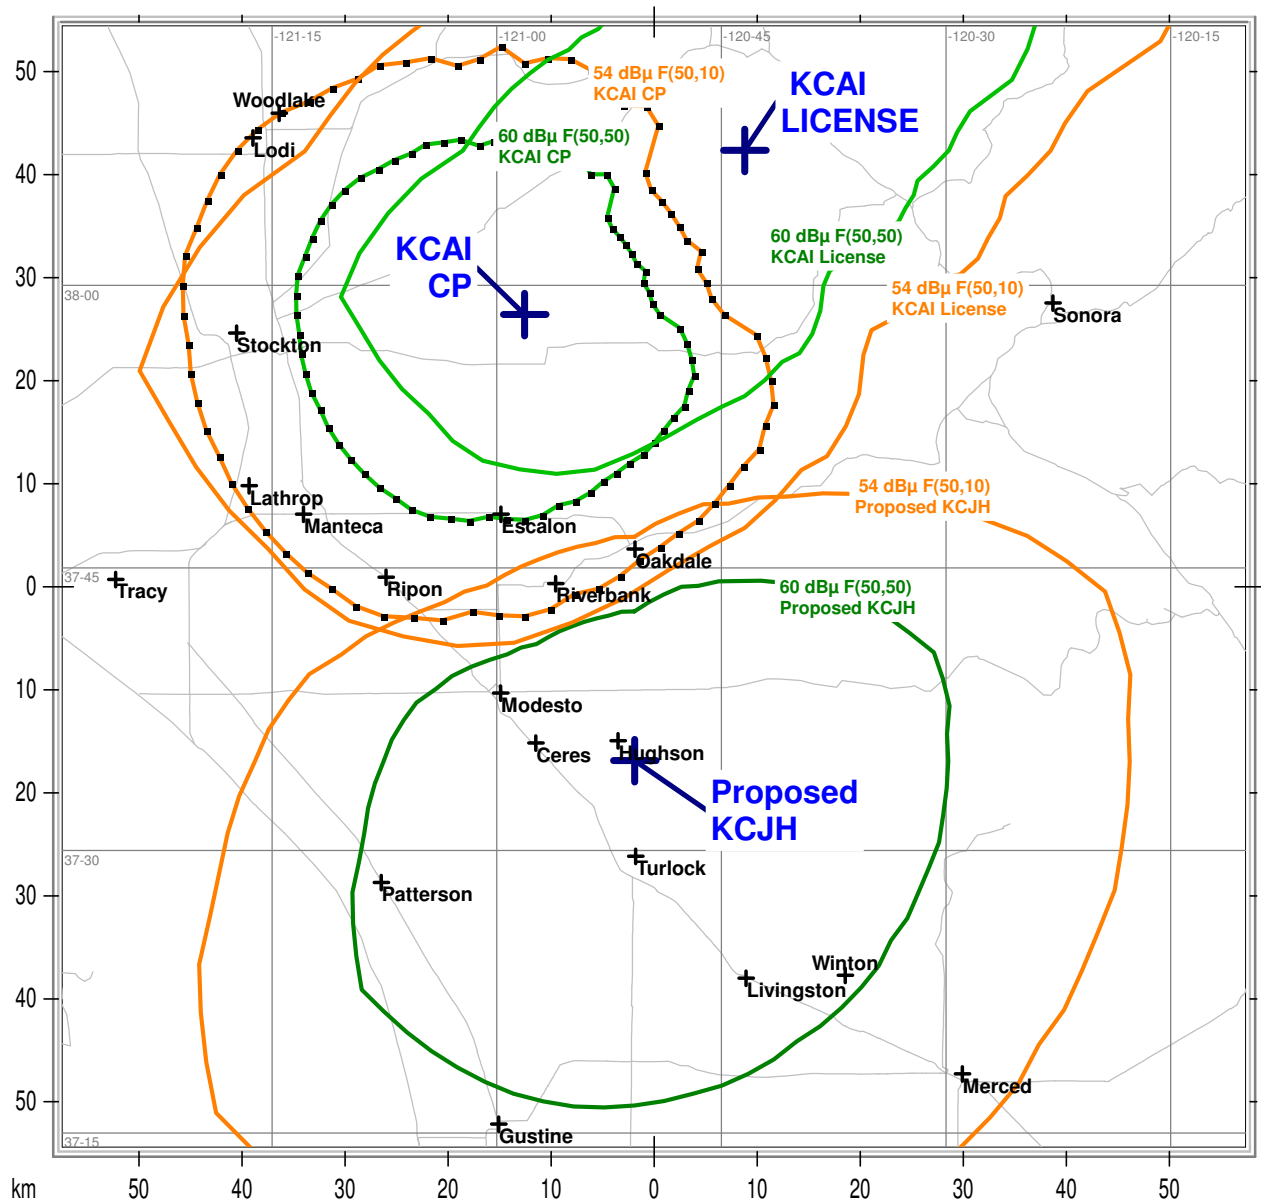 -121-15
-121-00
-120-45
-120-30
-120-15
50
54 dBµ F(50,10)
KCAI CP
KCAI
LICENSE
Woodlake
Lodi
60 dBµ F(50,50)
KCAI CP
40
60 dBµ F(50,50)
KCAI License
KCAI
CP
30
38-00
54 dBµ F(50,10)
KCAI License
Sonora
Stockton
20
10
Lathrop
54 dBµ F(50,10)
Proposed KCJH
Manteca
Escalon
Oakdale
37-45
0
Tracy
Ripon
Riverbank
60 dBµ F(50,50)
Proposed KCJH
10
Modesto
Ceres
Hughson
20
Proposed
KCJH
37-30
Turlock
30
Patterson
Winton
Livingston
40
Merced
50
Gustine
37-15
km
50 40 30 20 10 0 10 20 30 40 50